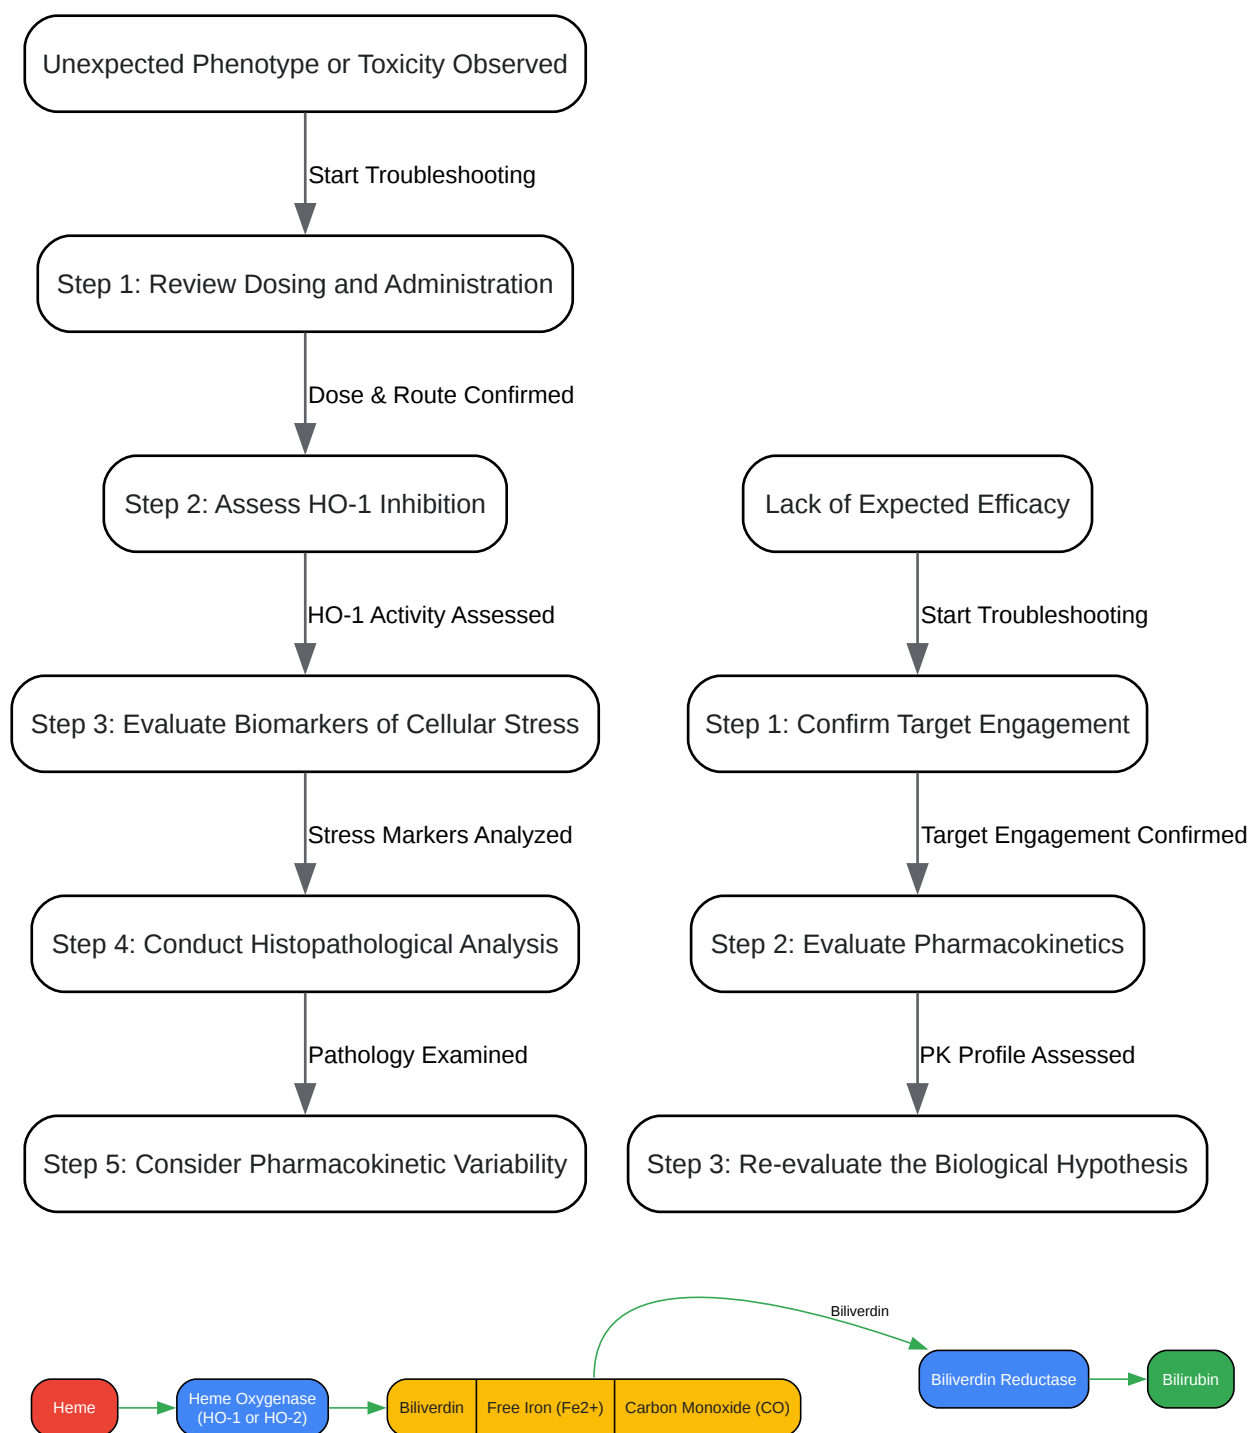 Unexpected Phenotype or Toxicity Observed
Start Troubleshooting
Step 1: Review Dosing and Administration
Dose & Route Confirmed
Step 2: Assess HO-1 Inhibition
HO-1 Activity Assessed
Step 3: Evaluate Biomarkers of Cellular Stress
Stress Markers Analyzed
Step 4: Conduct Histopathological Analysis
Pathology Examined
Step 5: Consider Pharmacokinetic Variability
Lack of Expected Efficacy
Start Troubleshooting
Step 1: Confirm Target Engagement
Target Engagement Confirmed
Step 2: Evaluate Pharmacokinetics
PK Profile Assessed
Step 3: Re-evaluate the Biological Hypothesis
Heme
Heme Oxygenase
(HO-1 or HO-2)
Biliverdin
Free Iron (Fe2+)
Carbon Monoxide (CO)
Biliverdin
Biliverdin Reductase
Bilirubin